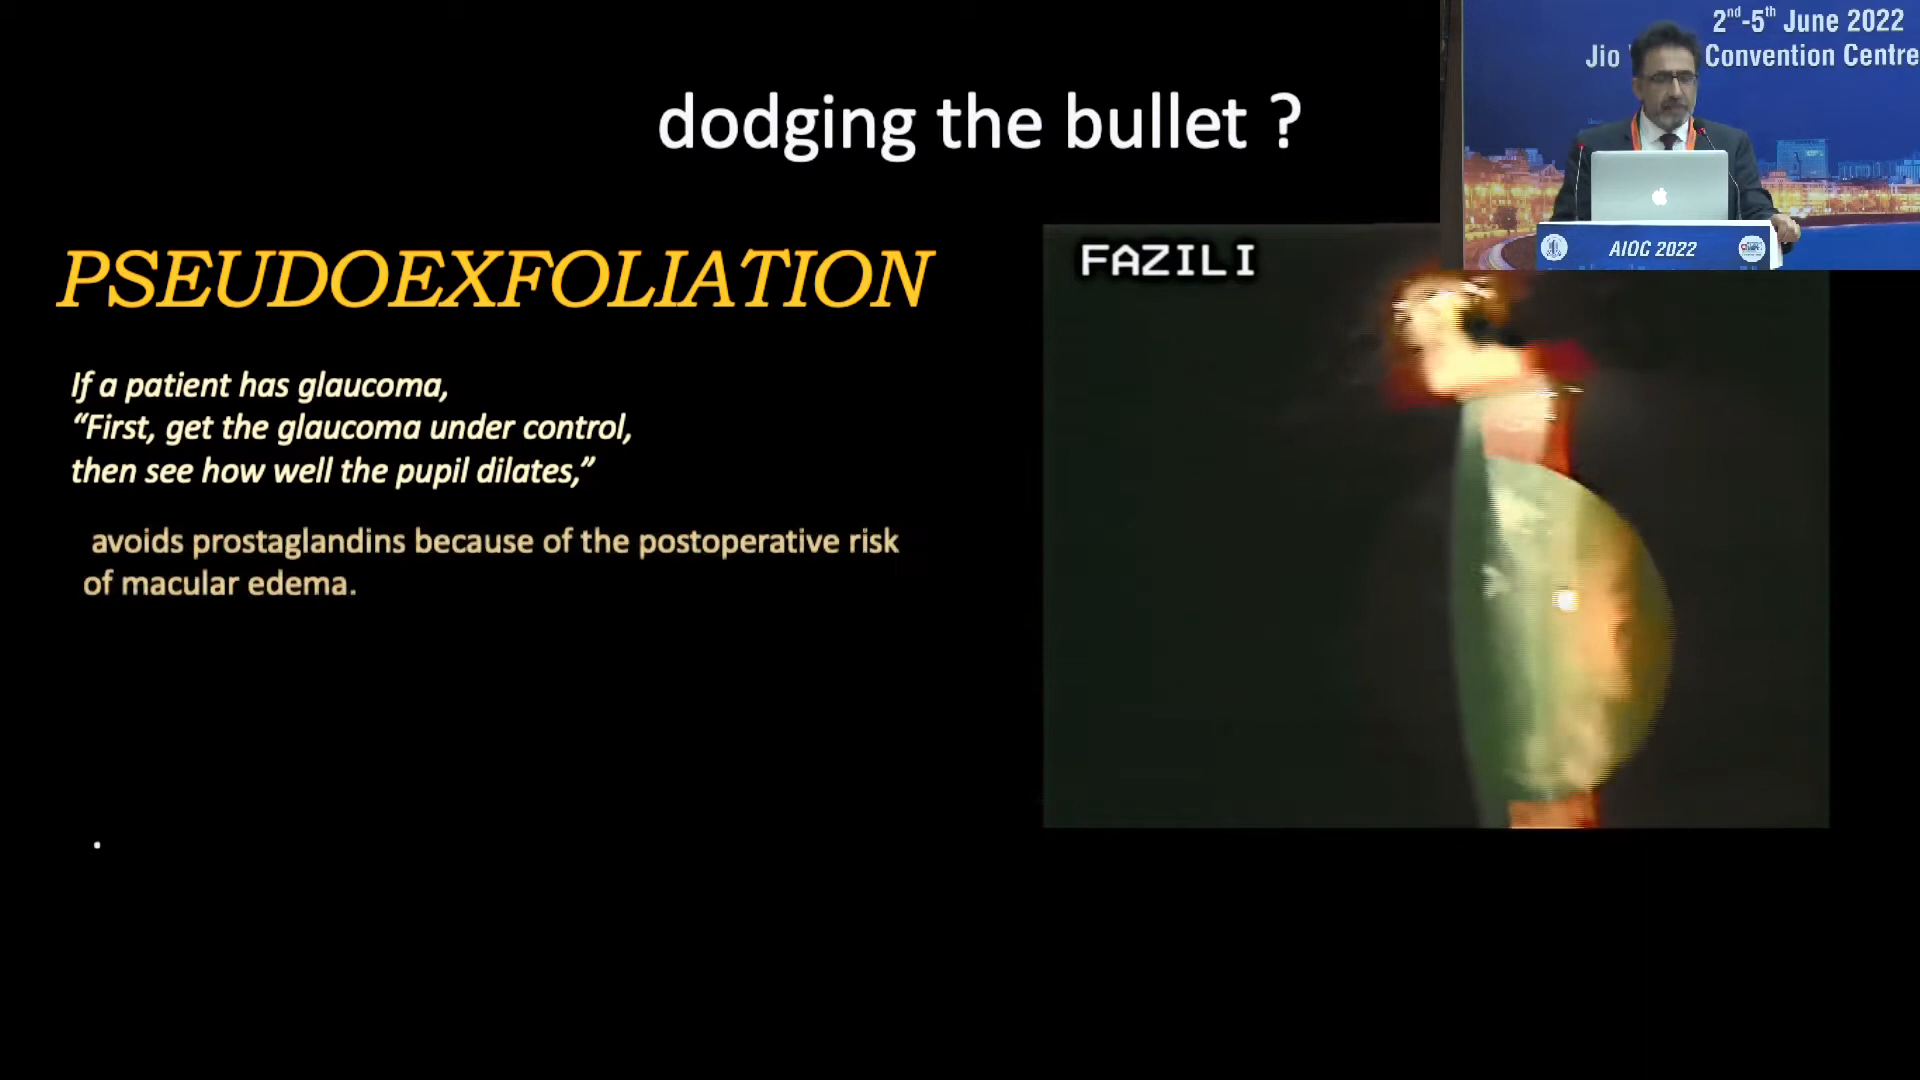 dodging the bullet ?
PSEUDOEXFOLIATION
If a patient has glaucoma,
“First, get the glaucoma under control,
then see how well the pupil dilates,”
avoids prostaglandins because of the postoperative risk
of macular edema.
.
FAZILI
2nd-5th June 2022
Jio Convention Centre
AIOC 2022